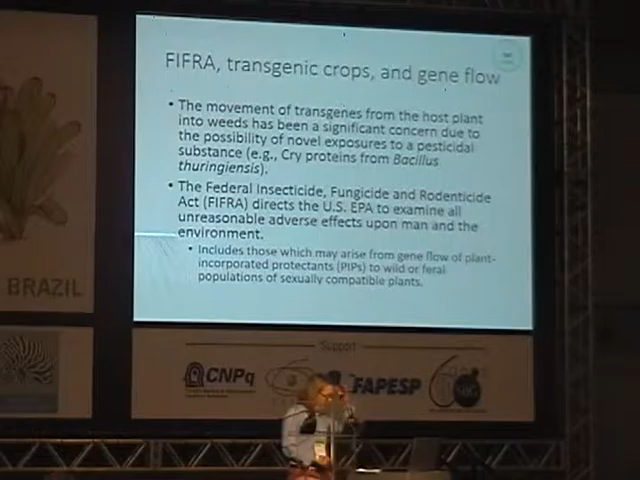 FIFRA, transgenic crops, and gene flow
• The movement of transgenes from the host plant
into weeds has been a significant concern due to
the possibility of novel exposures to a pesticidal
substance (e.g., Cry proteins from Bacillus
thuringiensis).
• The Federal Insecticide, Fungicide and Rodenticide
Act (FIFRA) directs the U.S. EPA to examine all
unreasonable adverse effects upon man and the
environment.
• Includes those which may arise from gene flow of plant-
incorporated protectants (PIPs) to wild or feral
populations of sexually compatible plants.
BRAZIL
Support
CNPq
FAPESP